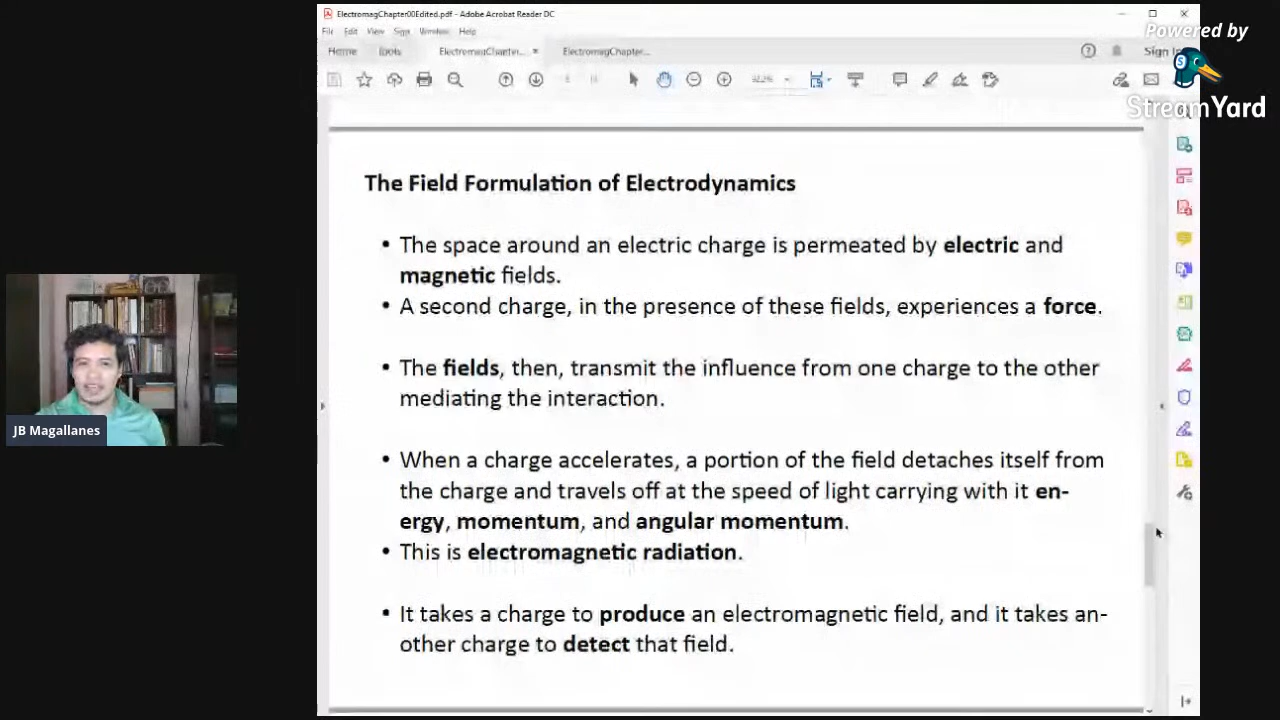 ElectromagChapter00Edited.pdf - Adobe Acrobat Reader DC
File Edit View Sign Window Help
Home Tools ElectromagChapter... × ElectromagChapter... Sign In
Powered by
StreamYard
The Field Formulation of Electrodynamics
• The space around an electric charge is permeated by electric and
magnetic fields.
• A second charge, in the presence of these fields, experiences a force.
• The fields, then, transmit the influence from one charge to the other
mediating the interaction.
• When a charge accelerates, a portion of the field detaches itself from
the charge and travels off at the speed of light carrying with it en-
ergy, momentum, and angular momentum.
• This is electromagnetic radiation.
• It takes a charge to produce an electromagnetic field, and it takes an-
other charge to detect that field.
JB Magallanes